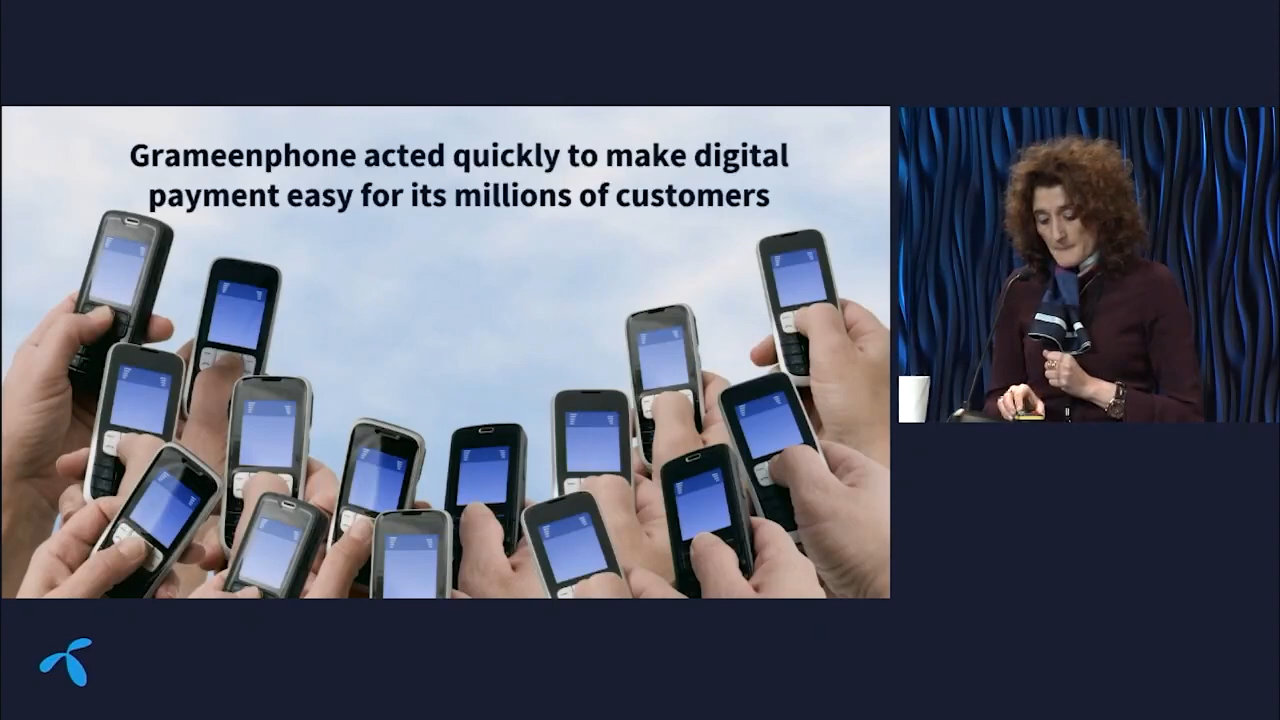 Grameenphone acted quickly to make digital
payment easy for its millions of customers